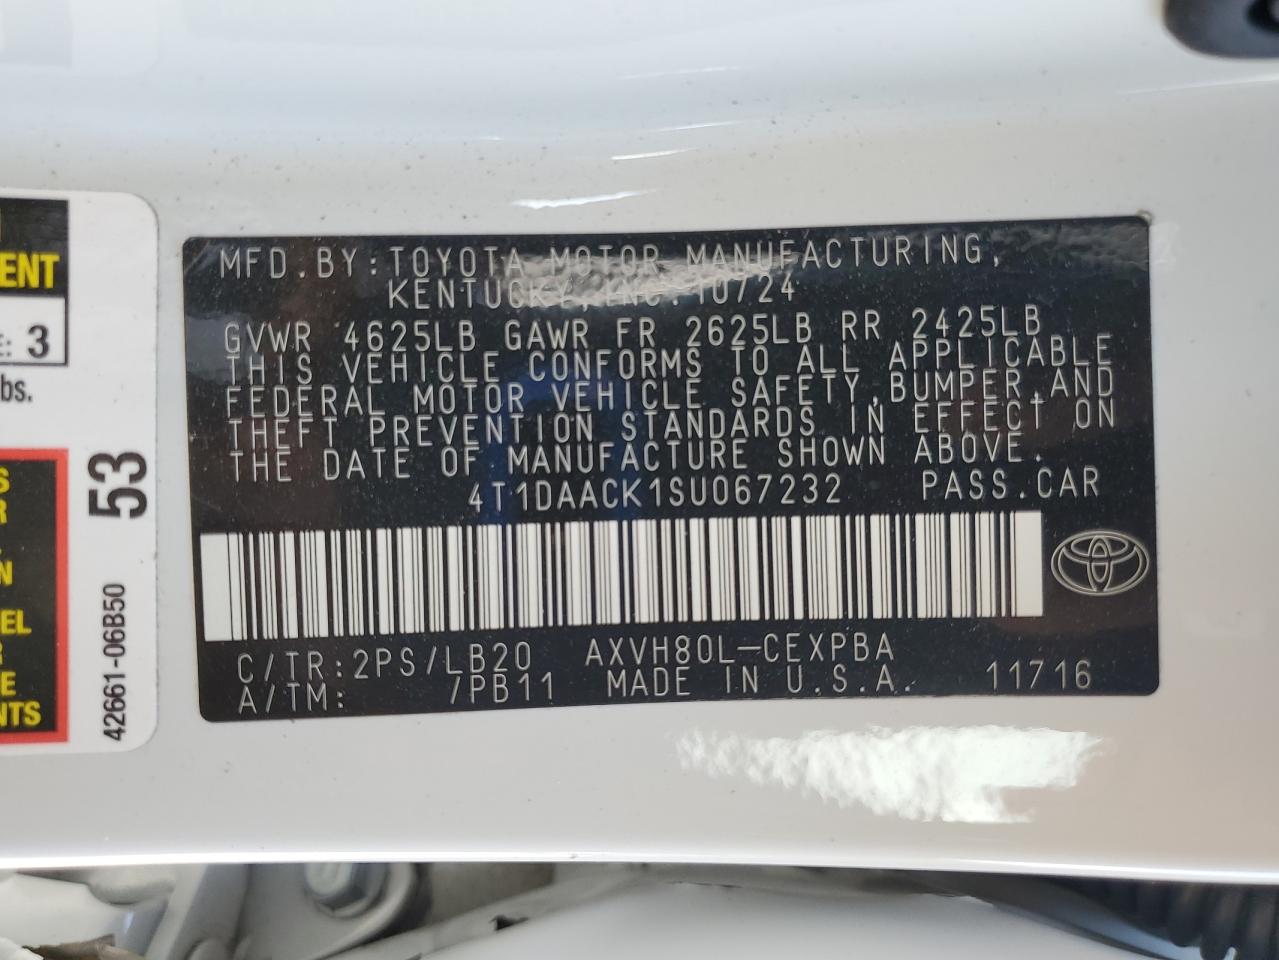 MFD.BY:TOYOTA MOTOR MANUFACTURING,
KENTUCKY, INC. 10/24
GVWR 4625LB GAWR FR 2625LB RR 2425LB
THIS VEHICLE CONFORMS TO ALL APPLICABLE
FEDERAL MOTOR VEHICLE SAFETY,BUMPER,AND
THEFT PREVENTION STANDARDS IN EFFECT ON
THE DATE OF MANUFACTURE SHOWN ABOVE.
4T1DAACK1SU067232 PASS.CAR
C/TR:2PS/LB20 AXVH80L-CEXPBA
A/TM: /PB11 MADE IN U.S.A. 11716
ENT
E: 3
bs.
53
42661-06B50
S
R
N
EL
R
E
NTS